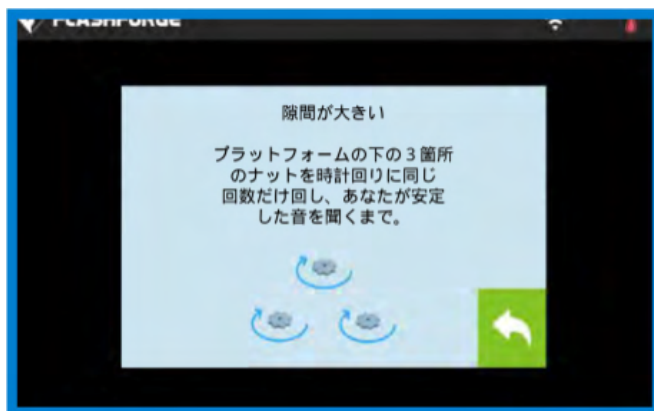 FLASHFORGE
隙間が大きい
プラットフォームの下の3箇所
のナットを時計回りに同じ
回数だけ回し、あなたが安定
した音を聞くまで。